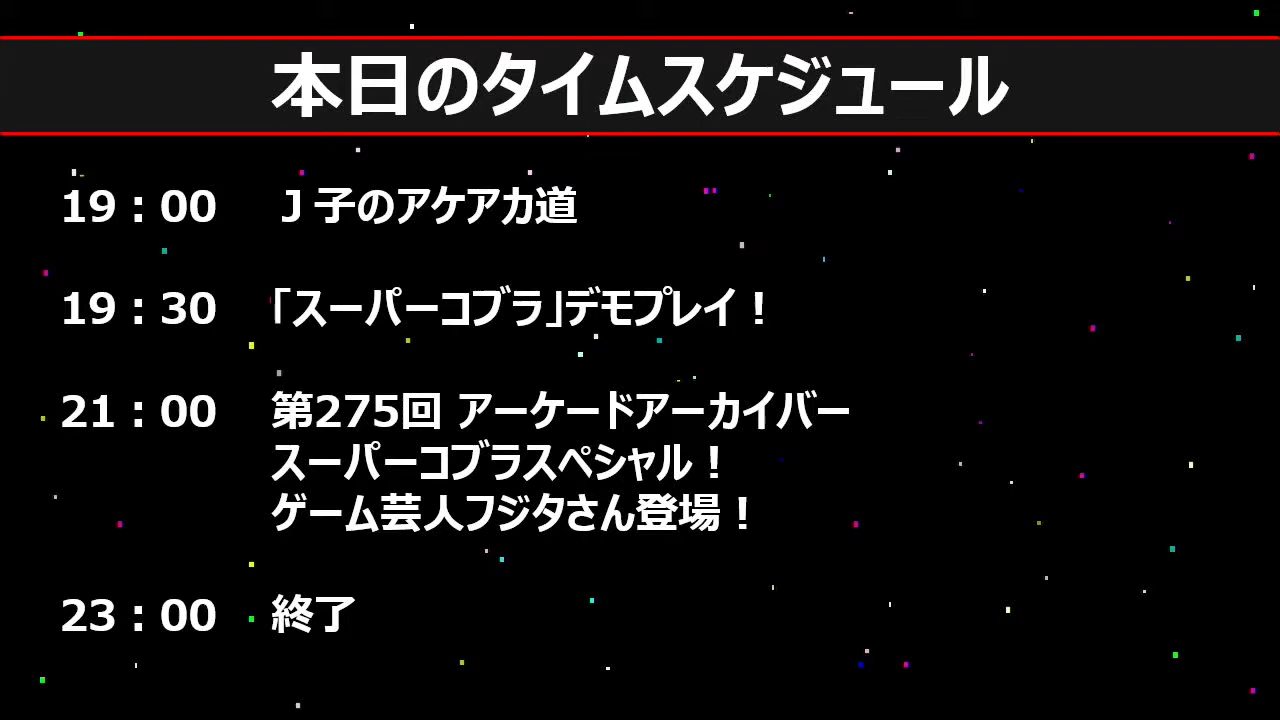 本日のタイムスケジュール
19：00 J子のアケアカ道
19：30 「スーパーコブラ」デモプレイ！
21：00 第275回 アーケードアーカイバー
スーパーコブラスペシャル！
ゲーム芸人フジタさん登場！
23：00 終了